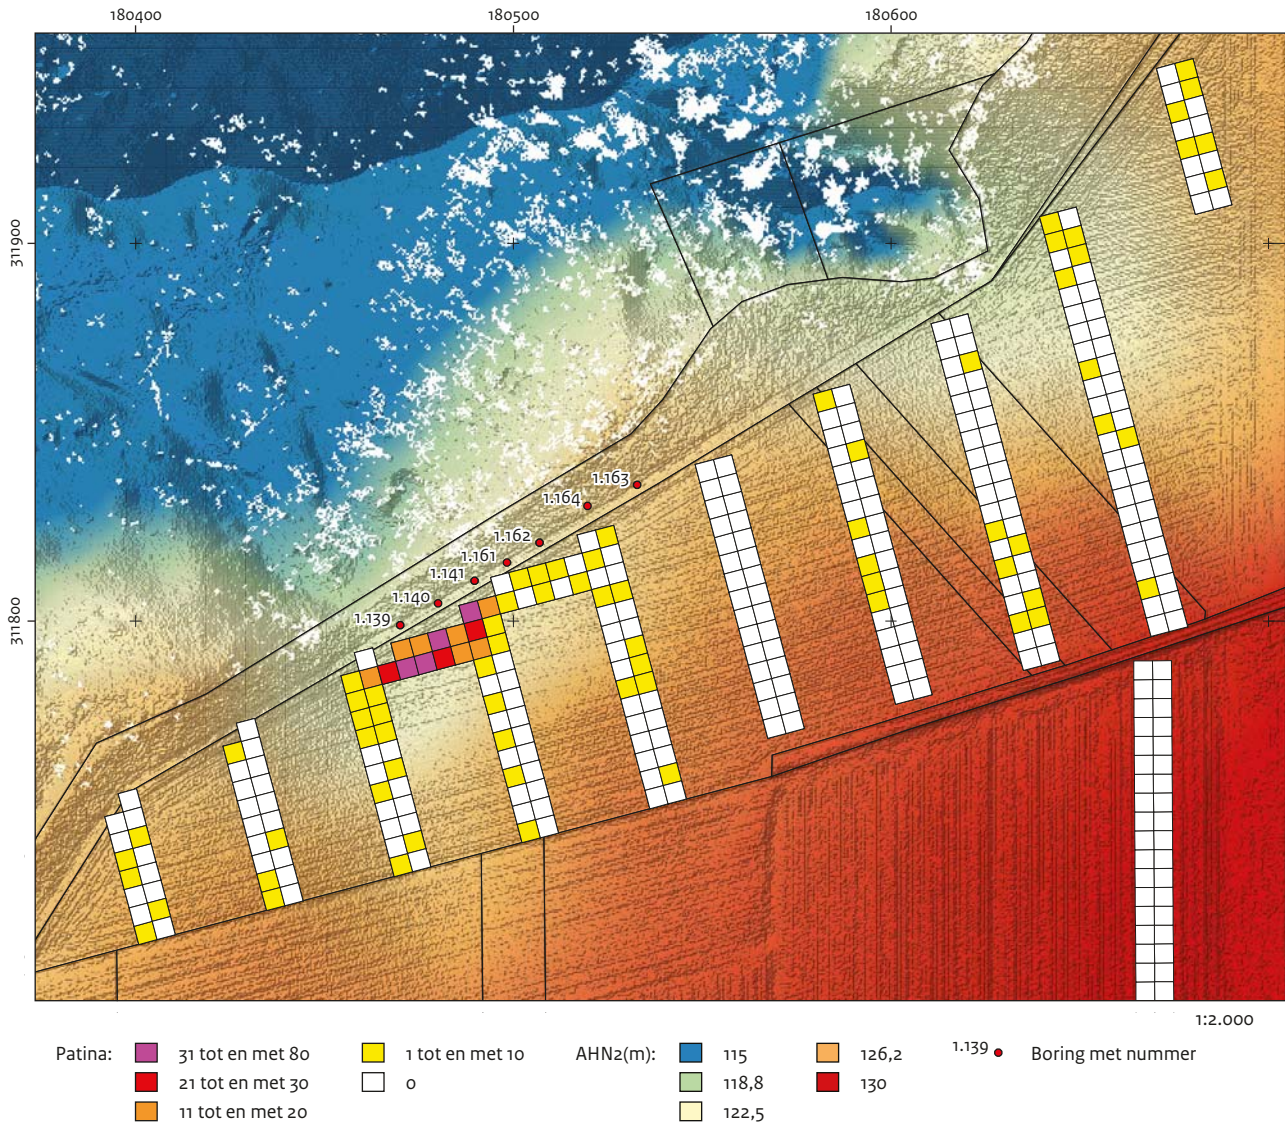 180400 180500 180600
311900
311800
1.163
1.164
1.162
1.161
1.141
1.140
1.139
1:2.000
Patina: 31 tot en met 80 1 tot en met 10 AHN2(m): 115 126,2 1.139 Boring met nummer
21 tot en met 30 0 118,8 130
11 tot en met 20 122,5